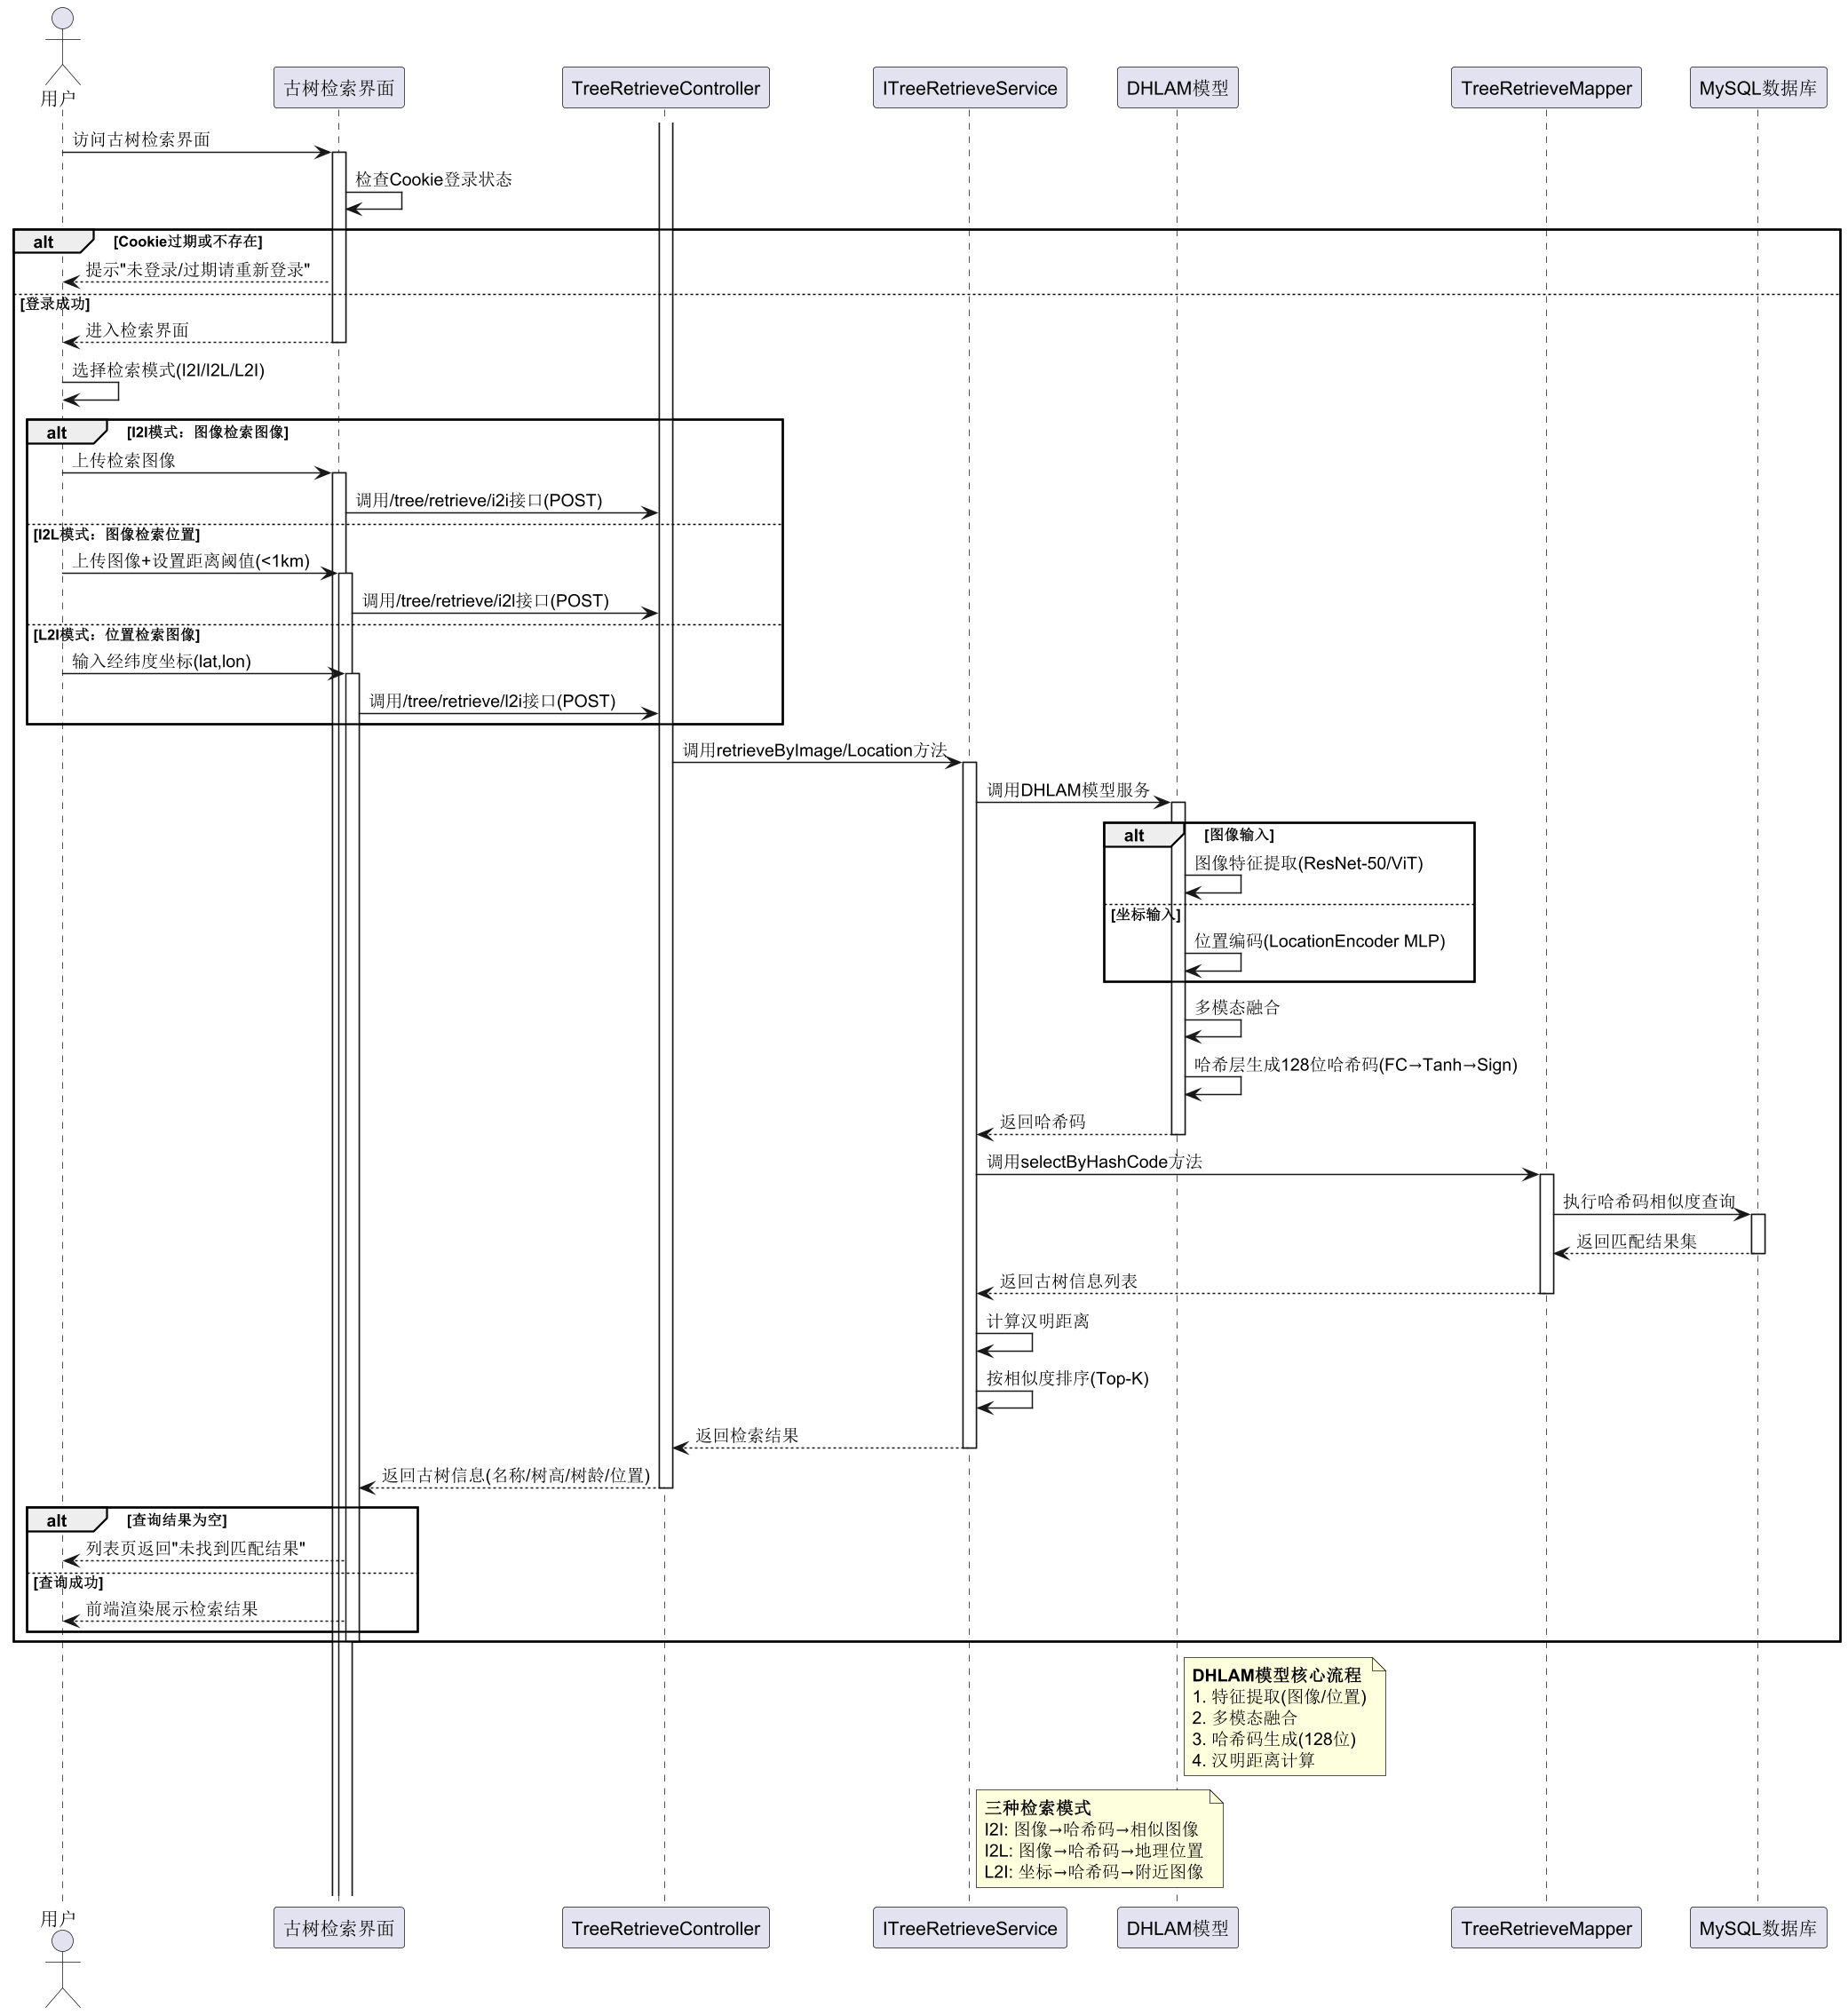 用户
古树检索界面
TreeRetrieveController
ITreeRetrieveService
DHLAM模型
TreeRetrieveMapper
MySQL数据库
访问古树检索界面
检查Cookie登录状态
alt
[Cookie过期或不存在]
提示"未登录/过期请重新登录"
[登录成功]
进入检索界面
选择检索模式(I2I/I2L/L2I)
alt
[I2I模式：图像检索图像]
上传检索图像
调用/tree/retrieve/i2i接口(POST)
[I2L模式：图像检索位置]
上传图像+设置距离阈值(<1km)
调用/tree/retrieve/i2l接口(POST)
[L2I模式：位置检索图像]
输入经纬度坐标(lat,lon)
调用/tree/retrieve/l2i接口(POST)
调用retrieveByImage/Location方法
调用DHLAM模型服务
alt
[图像输入]
图像特征提取(ResNet-50/ViT)
[坐标输入]
位置编码(LocationEncoder MLP)
多模态融合
哈希层生成128位哈希码(FC→Tanh→Sign)
返回哈希码
调用selectByHashCode方法
执行哈希码相似度查询
返回匹配结果集
返回古树信息列表
计算汉明距离
按相似度排序(Top-K)
返回检索结果
返回古树信息(名称/树高/树龄/位置)
alt
[查询结果为空]
列表页返回"未找到匹配结果"
[查询成功]
前端渲染展示检索结果
DHLAM模型核心流程
1. 特征提取(图像/位置)
2. 多模态融合
3. 哈希码生成(128位)
4. 汉明距离计算
三种检索模式
I2I: 图像→哈希码→相似图像
I2L: 图像→哈希码→地理位置
L2I: 坐标→哈希码→附近图像
用户
古树检索界面
TreeRetrieveController
ITreeRetrieveService
DHLAM模型
TreeRetrieveMapper
MySQL数据库